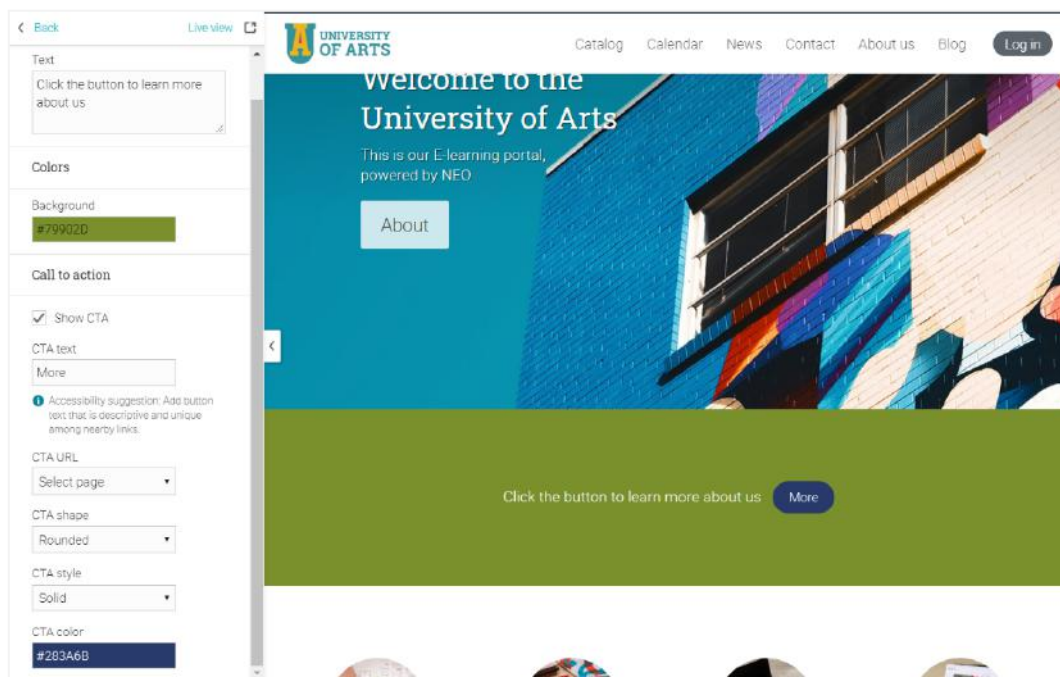 Back
Live view
Text
Click the button to learn more
about us
Colors
Background
#79902D
Call to action
Show CTA
CTA text
More
Accessibility suggestion: Add button
text that is descriptive and unique
among nearby links.
CTA URL
Select page
CTA shape
Rounded
CTA style
Solid
CTA color
#283A6B
UNIVERSITY
OF ARTS
Catalog
Calendar
News
Contact
About us
Blog
Log in
Welcome to the
University of Arts
This is our E-learning portal,
powered by NEO
About
Click the button to learn more about us
More